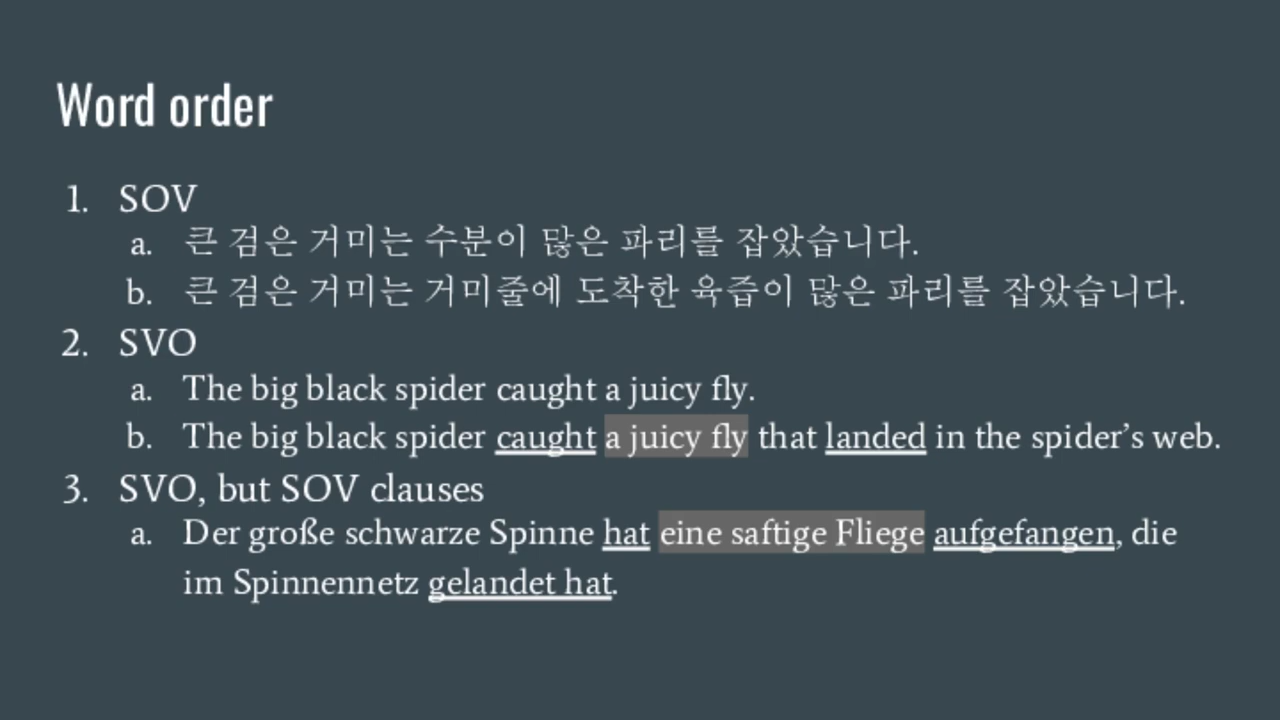 Word order
1. SOV
a. 큰 검은 거미는 수분이 많은 파리를 잡았습니다.
b. 큰 검은 거미는 거미줄에 도착한 육즙이 많은 파리를 잡았습니다.
2. SVO
a. The big black spider caught a juicy fly.
b. The big black spider caught a juicy fly that landed in the spider’s web.
3. SVO, but SOV clauses
a. Der große schwarze Spinne hat eine saftige Fliege aufgefangen, die
im Spinnennetz gelandet hat.